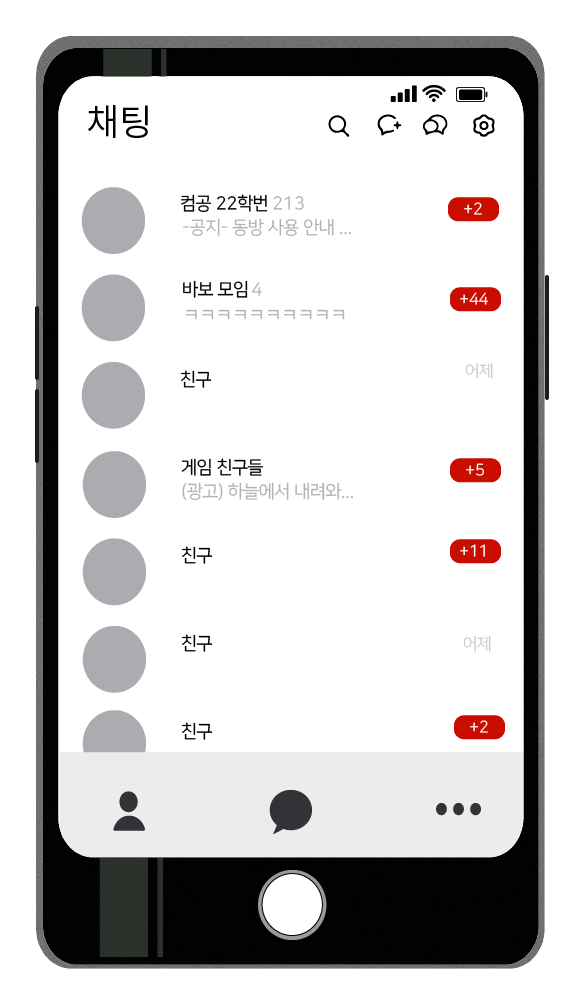 채팅
컴공 22학번 213
-공지- 동방 사용 안내 ...
+2
바보 모임 4
ㅋㅋㅋㅋㅋㅋㅋㅋㅋㅋ
+44
친구
어제
게임 친구들
(광고) 하늘에서 내려와...
+5
친구
+11
친구
어제
친구
+2